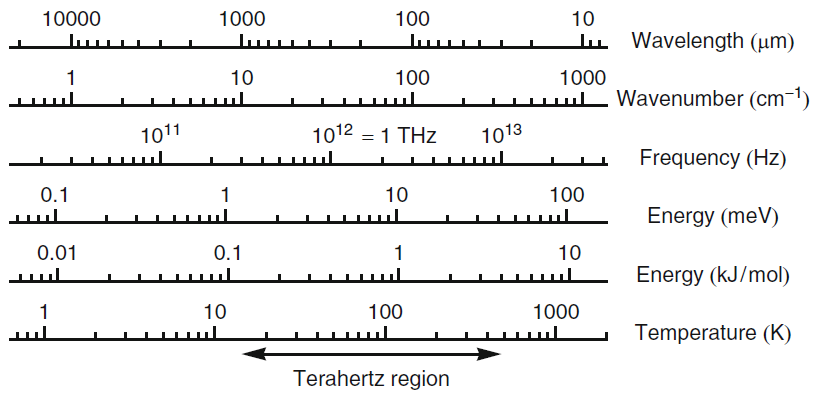 10000 1000 100 10 Wavelength (μm)
1 10 100 1000 Wavenumber (cm⁻¹)
10¹¹ 10¹² = 1 THz 10¹³ Frequency (Hz)
0.1 1 10 100 Energy (meV)
0.01 0.1 1 10 Energy (kJ/mol)
1 10 100 1000 Temperature (K)
Terahertz region